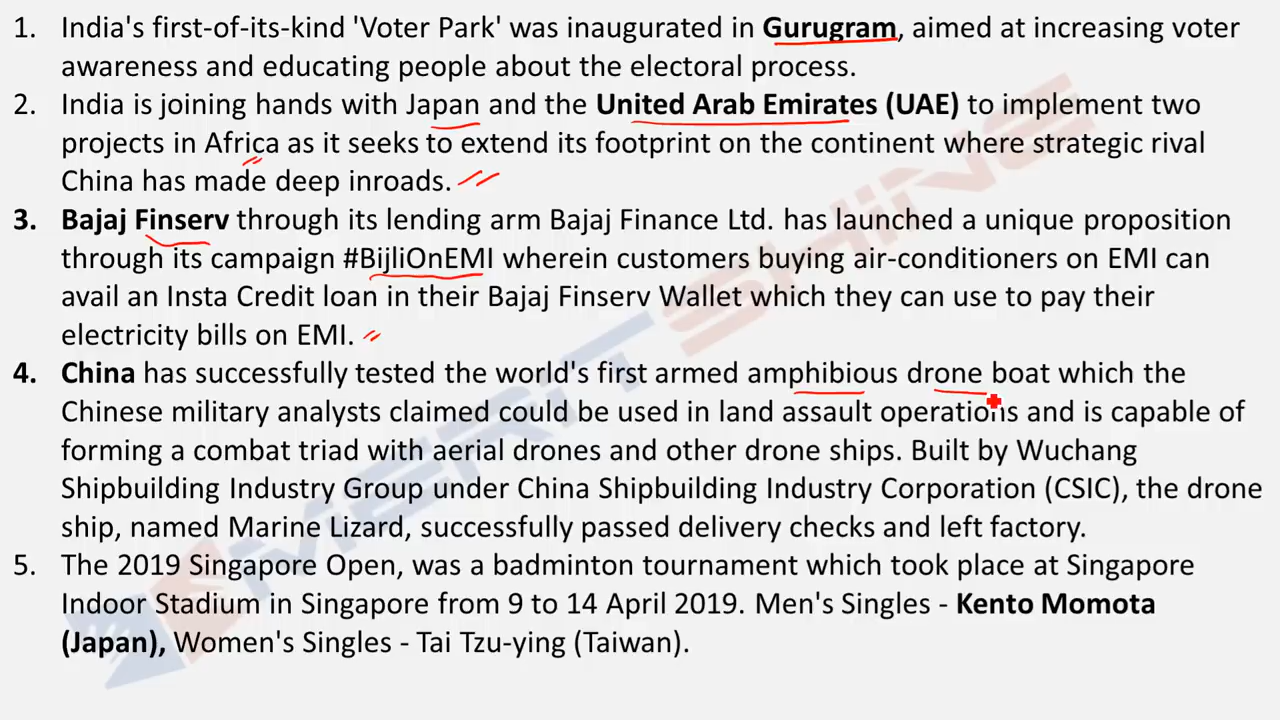 1. India's first-of-its-kind 'Voter Park' was inaugurated in Gurugram, aimed at increasing voter
awareness and educating people about the electoral process.
2. India is joining hands with Japan and the United Arab Emirates (UAE) to implement two
projects in Africa as it seeks to extend its footprint on the continent where strategic rival
China has made deep inroads.
3. Bajaj Finserv through its lending arm Bajaj Finance Ltd. has launched a unique proposition
through its campaign #BijliOnEMI wherein customers buying air-conditioners on EMI can
avail an Insta Credit loan in their Bajaj Finserv Wallet which they can use to pay their
electricity bills on EMI.
4. China has successfully tested the world's first armed amphibious drone boat which the
Chinese military analysts claimed could be used in land assault operations and is capable of
forming a combat triad with aerial drones and other drone ships. Built by Wuchang
Shipbuilding Industry Group under China Shipbuilding Industry Corporation (CSIC), the drone
ship, named Marine Lizard, successfully passed delivery checks and left factory.
5. The 2019 Singapore Open, was a badminton tournament which took place at Singapore
Indoor Stadium in Singapore from 9 to 14 April 2019. Men's Singles - Kento Momota
(Japan), Women's Singles - Tai Tzu-ying (Taiwan).
MERITSHINE